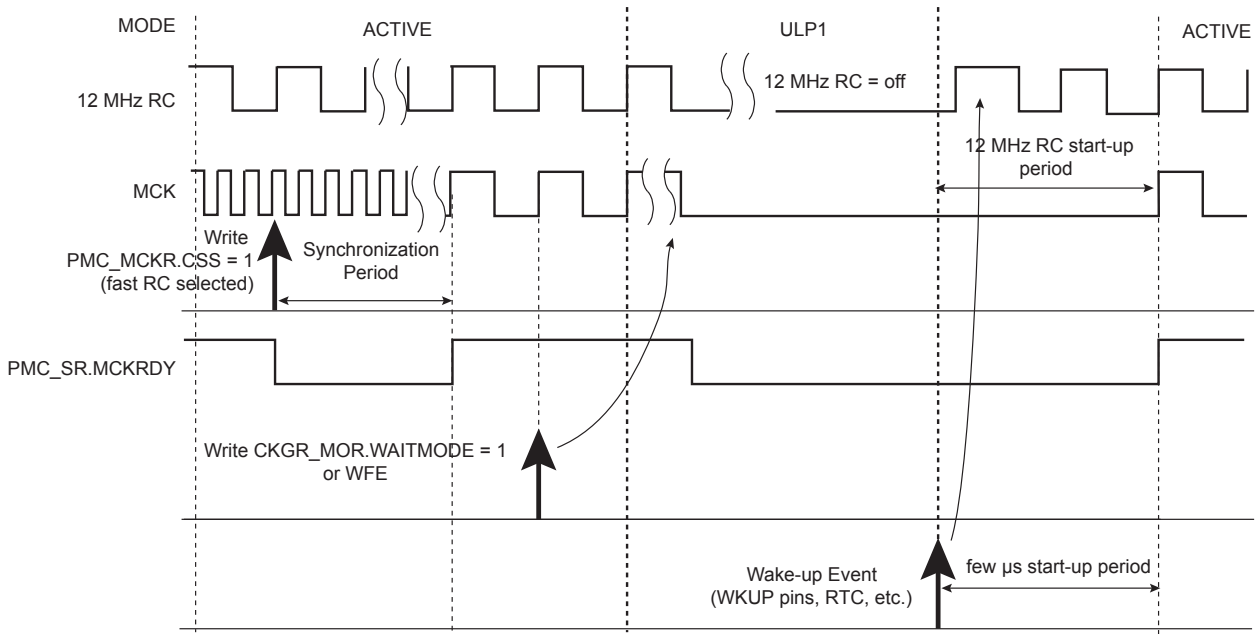 MODE
ACTIVE
ULP1
ACTIVE
12 MHz RC
12 MHz RC = off
12 MHz RC start-up
period
MCK
Write
PMC_MCKR.CSS = 1
(fast RC selected)
Synchronization
Period
PMC_SR.MCKRDY
Write CKGR_MOR.WAITMODE = 1
or WFE
Wake-up Event
(WKUP pins, RTC, etc.)
few µs start-up period